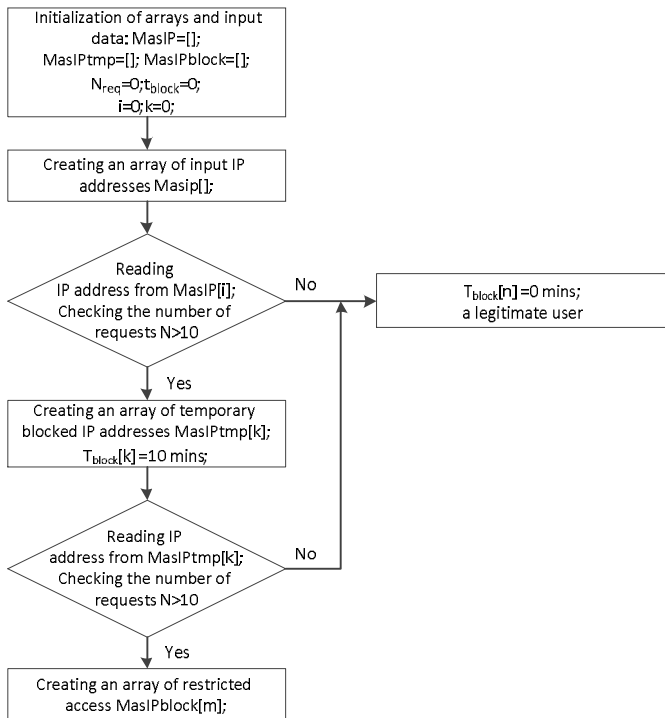 Initialization of arrays and input
data: MasIP=[];
MasIPtmp=[]; MasIPblock=[];
Nreq=0;tblock=0;
i=0;k=0;
Creating an array of input IP
addresses Masip[];
Reading
IP address from MasIP[i];
Checking the number of
requests N>10
No
Tblock[n]=0 mins;
a legitimate user
Yes
Creating an array of temporary
blocked IP addresses MasIPtmp[k];
Tblock[k]=10 mins;
Reading IP
address from MasIPtmp[k];
Checking the number of
requests N>10
No
Yes
Creating an array of restricted
access MasIPblock[m];